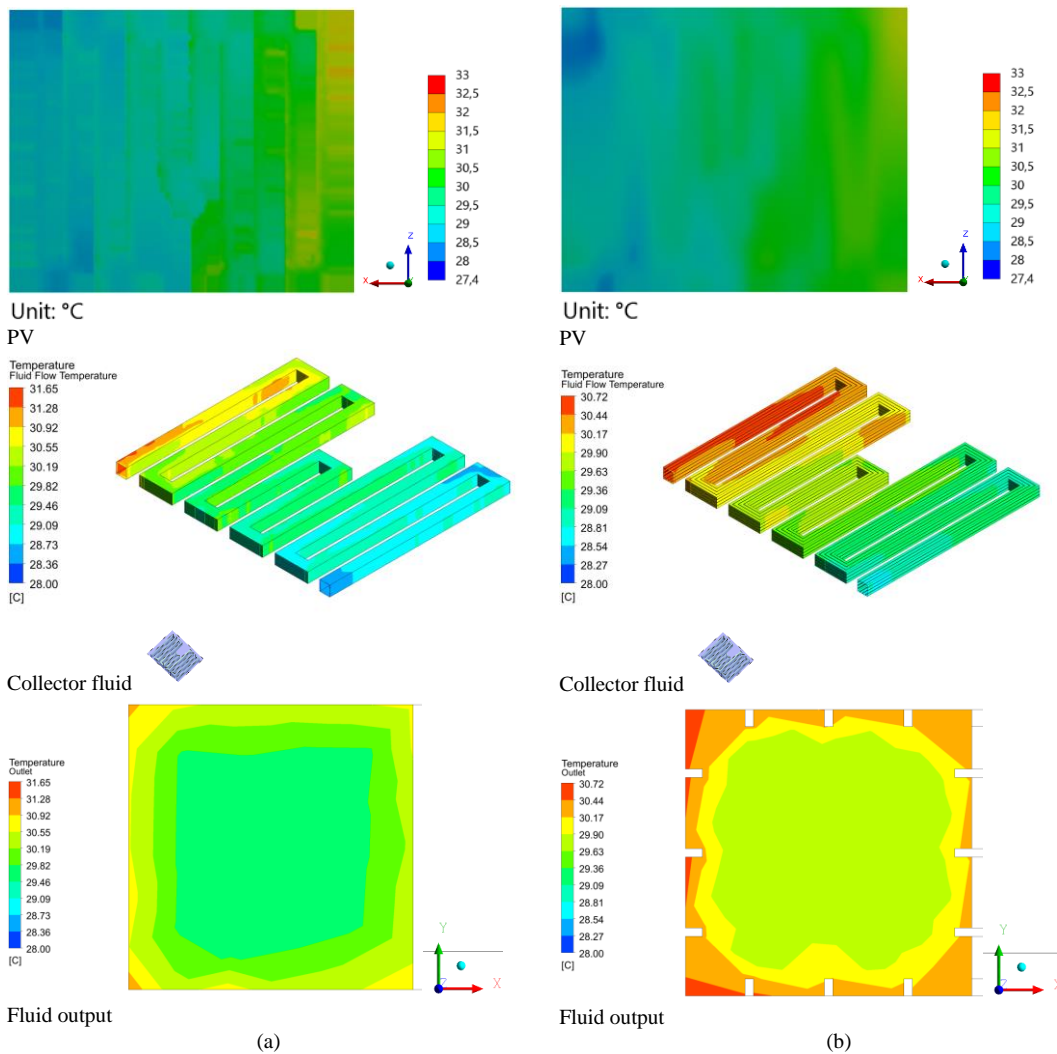 33
32,5
32
31,5
31
30,5
30
29,5
29
28,5
28
27,4
Z
X
Y
Unit: °C
PV
Temperature
Fluid Flow Temperature
31.65
31.28
30.92
30.55
30.19
29.82
29.46
29.09
28.73
28.36
28.00
[C]
Collector fluid
Temperature
Outlet
31.65
31.28
30.92
30.55
30.19
29.82
29.46
29.09
28.73
28.36
28.00
[C]
Y
Z
X
Fluid output
(a)
33
32,5
32
31,5
31
30,5
30
29,5
29
28,5
28
27,4
Z
X
Y
Unit: °C
PV
Temperature
Fluid Flow Temperature
30.72
30.44
30.17
29.90
29.63
29.36
29.09
28.81
28.54
28.27
28.00
[C]
Collector fluid
Temperature
Outlet
30.72
30.44
30.17
29.90
29.63
29.36
29.09
28.81
28.54
28.27
28.00
[C]
Y
Z
X
Fluid output
(b)